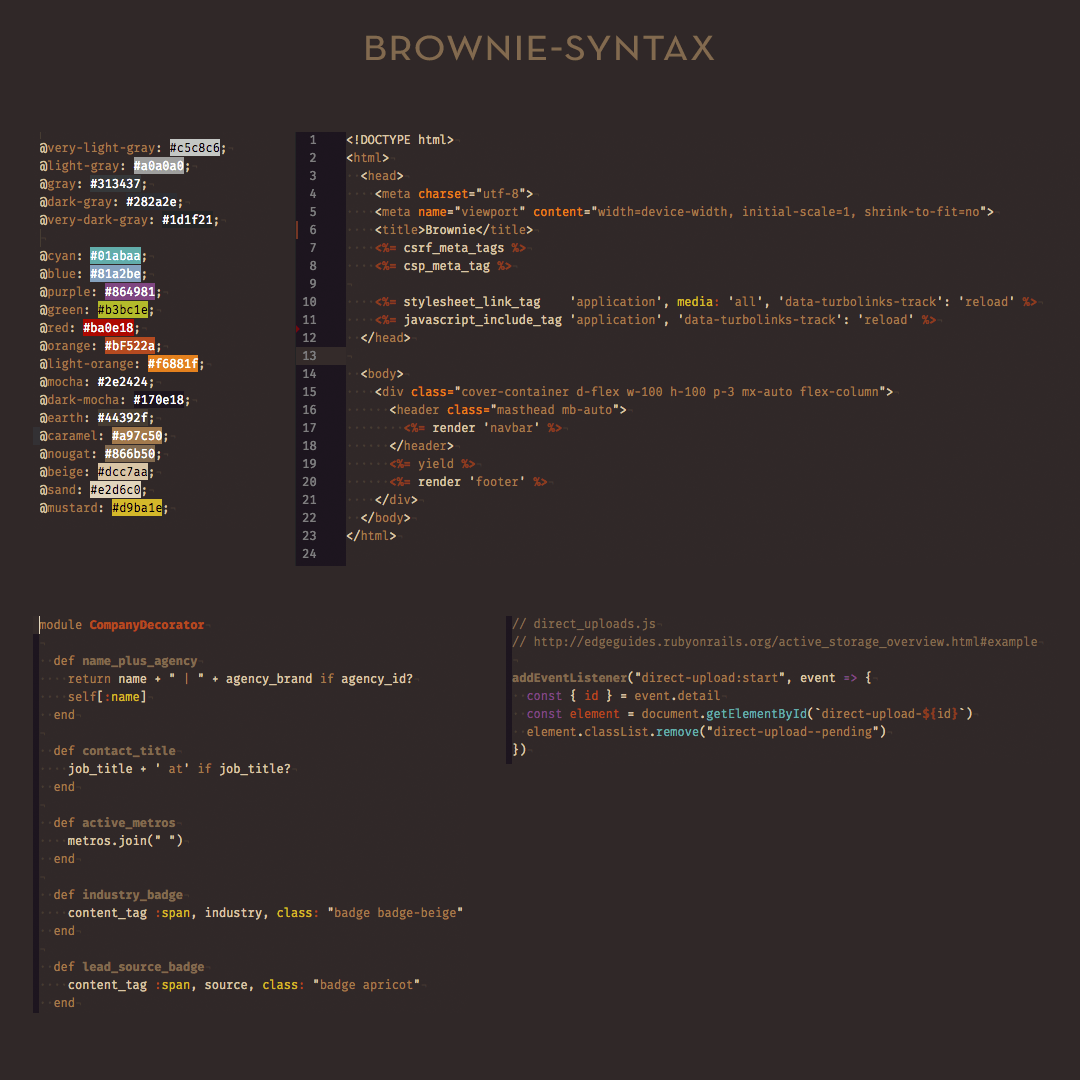 BROWNIE-SYNTAX
@very-light-gray: #c5c8c6;
@light-gray: #a0a0a0;
@gray: #313437;
@dark-gray: #282a2e;
@very-dark-gray: #1d1f21;
@cyan: #01abaa;
@blue: #81a2be;
@purple: #864981;
@green: #b3bc1e;
@red: #ba0e18;
@orange: #bF522a;
@light-orange: #f6881f;
@mocha: #2e2424;
@dark-mocha: #170e18;
@earth: #44392f;
@caramel: #a97c50;
@nougat: #866b50;
@beige: #dcc7aa;
@sand: #e2d6c0;
@mustard: #d9ba1e;
1 <!DOCTYPE html>
2 <html>
3 <head>
4 <meta charset="utf-8">
5 <meta name="viewport" content="width=device-width, initial-scale=1, shrink-to-fit=no">
6 <title>Brownie</title>
7 <%= csrf_meta_tags %>
8 <%= csp_meta_tag %>
9
10 <%= stylesheet_link_tag    'application', media: 'all', 'data-turbolinks-track': 'reload' %>
11 <%= javascript_include_tag 'application', 'data-turbolinks-track': 'reload' %>
12 </head>
13
14 <body>
15 <div class="cover-container d-flex w-100 h-100 p-3 mx-auto flex-column">
16 <header class="masthead mb-auto">
17 <%= render 'navbar' %>
18 </header>
19 <%= yield %>
20 <%= render 'footer' %>
21 </div>
22 </body>
23 </html>
24
module CompanyDecorator
def name_plus_agency
return name + " | " + agency_brand if agency_id?
self[:name]
end
def contact_title
job_title + ' at' if job_title?
end
def active_metros
metros.join(" ")
end
def industry_badge
content_tag :span, industry, class: "badge badge-beige"
end
def lead_source_badge
content_tag :span, source, class: "badge apricot"
end
// direct_uploads.js
// http://edgeguides.rubyonrails.org/active_storage_overview.html#example
addEventListener("direct-upload:start", event => {
const { id } = event.detail
const element = document.getElementById(`direct-upload-${id}`)
element.classList.remove("direct-upload--pending")
})